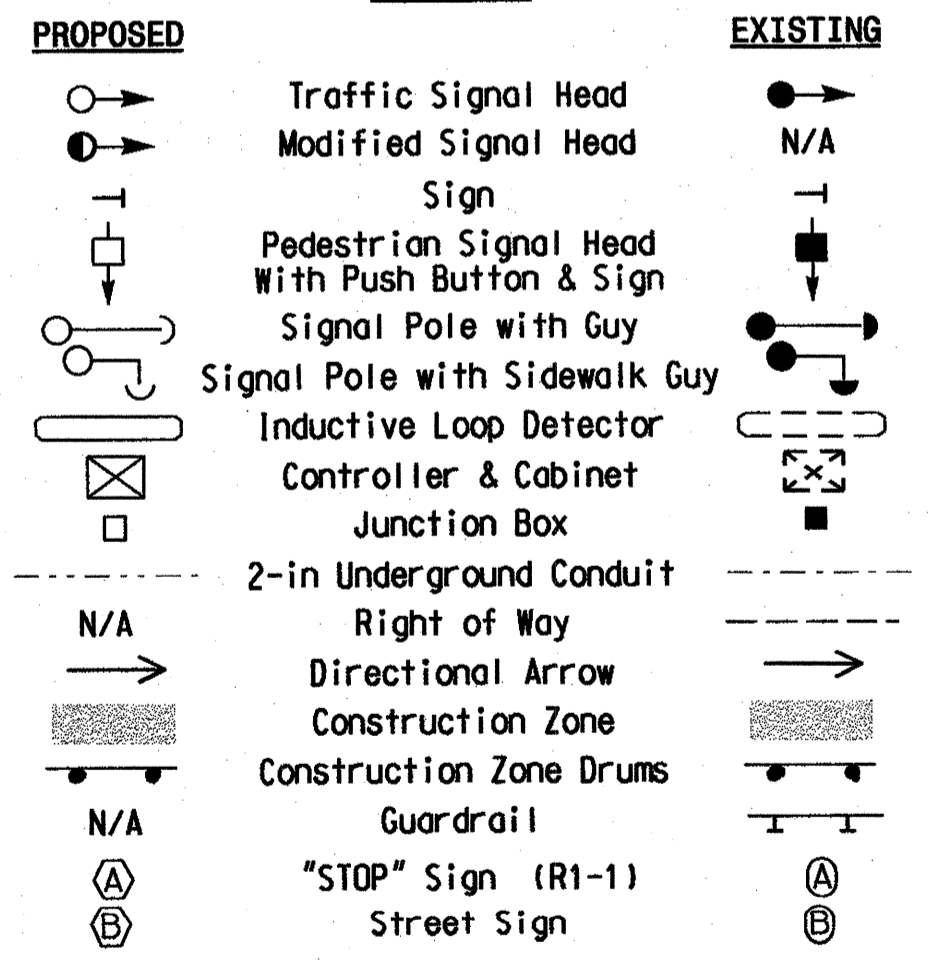 PROPOSED EXISTING
Traffic Signal Head
Modified Signal Head N/A
Sign
Pedestrian Signal Head
With Push Button & Sign
Signal Pole with Guy
Signal Pole with Sidewalk Guy
Inductive Loop Detector
Controller & Cabinet
Junction Box
2-in Underground Conduit
N/A Right of Way
Directional Arrow
Construction Zone
Construction Zone Drums
N/A Guardrail
A "STOP" Sign (R1-1) A
B Street Sign B